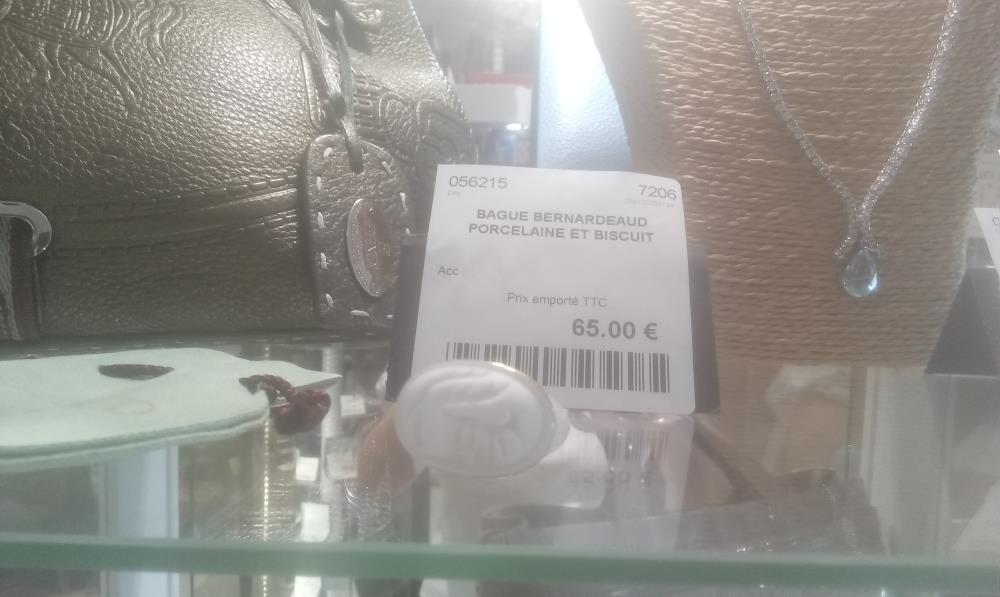 056215
7206
BAGUE BERNARDEAUD
PORCELAINE ET BISCUIT
Acc
Prix emporté TTC
65.00 €